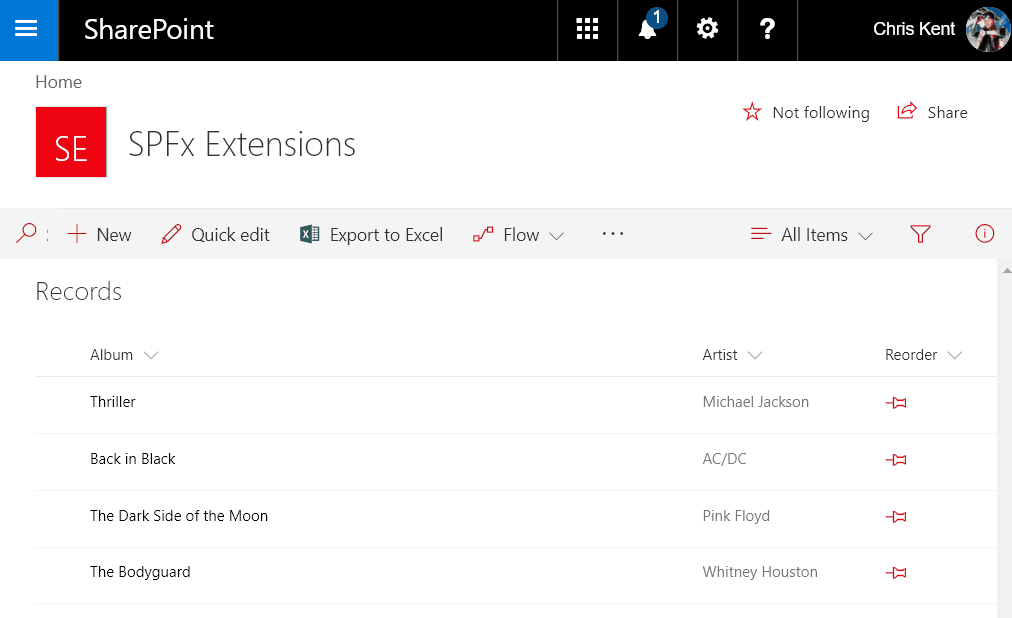 SharePoint 1 ? Chris Kent
Home
Not following Share
SE SPFx Extensions
New Quick edit Export to Excel Flow ... All Items
Records
Album Artist Reorder
Thriller Michael Jackson
Back in Black AC/DC
The Dark Side of the Moon Pink Floyd
The Bodyguard Whitney Houston